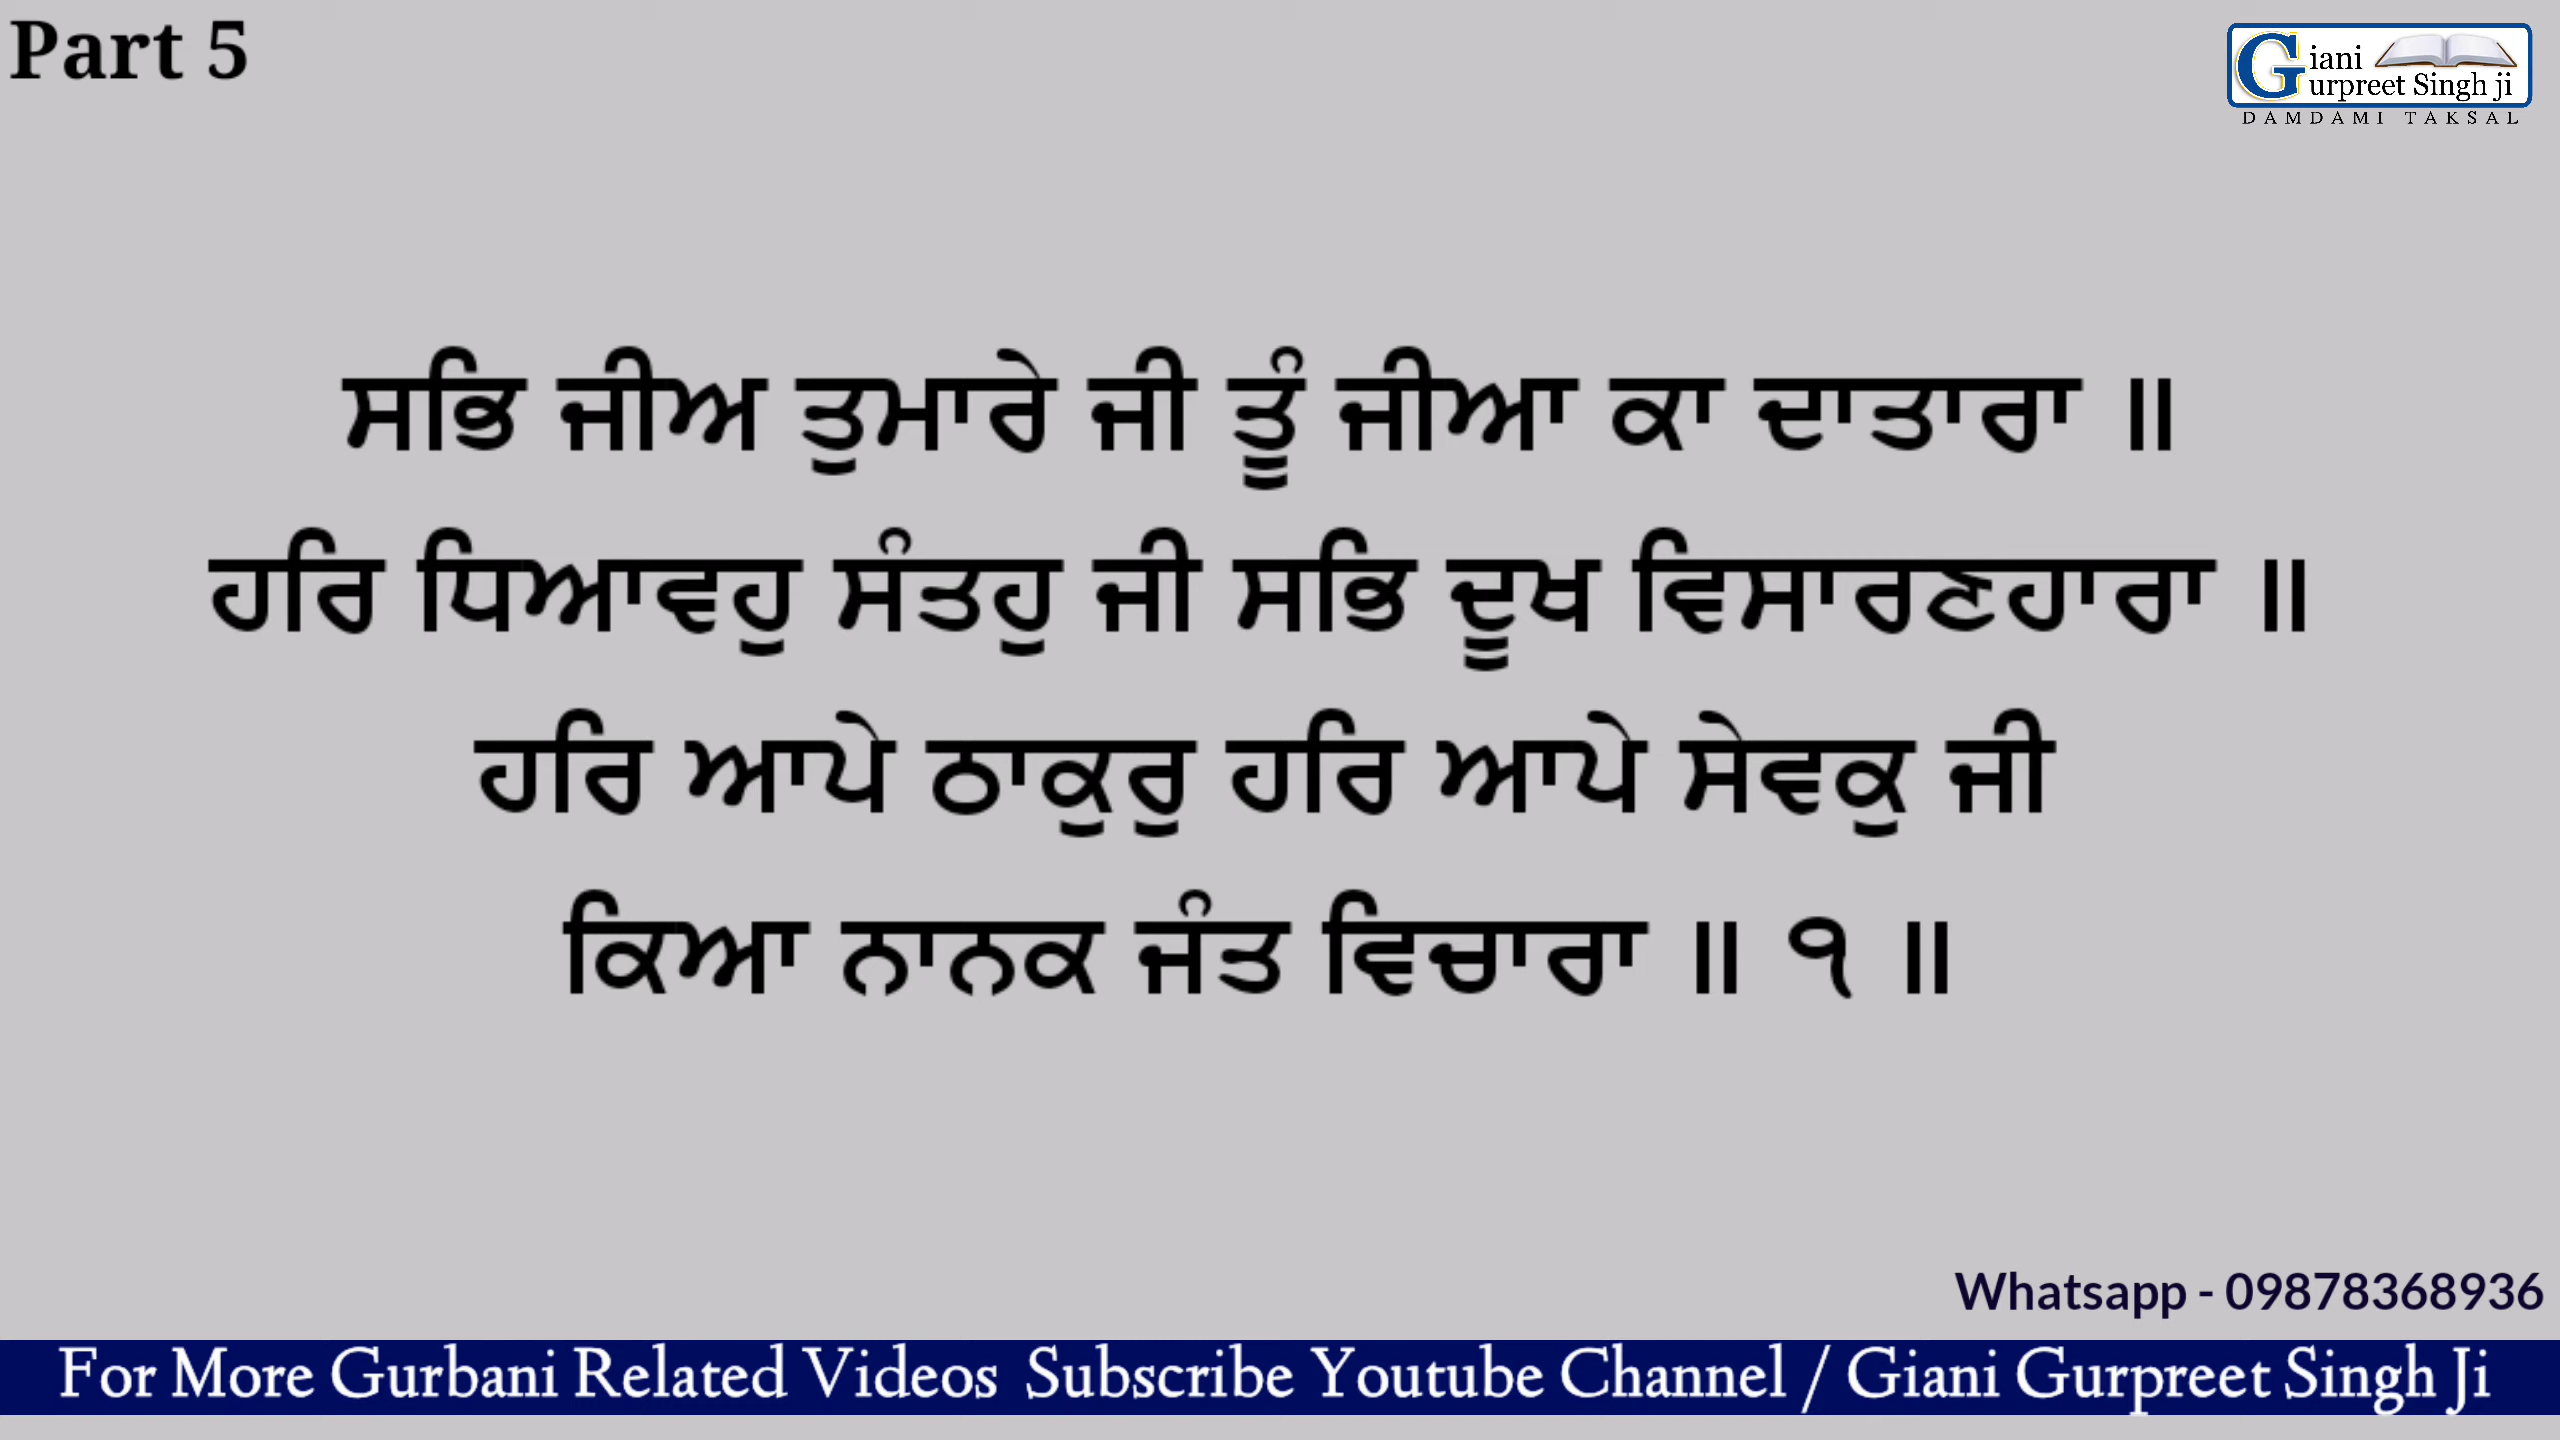 Part 5
Giani
Gurpreet Singh ji
DAMDAMI TAKSAL
ਸਭਿ ਜੀਅ ਤੁਮਾਰੇ ਜੀ ਤੂੰ ਜੀਆ ਕਾ ਦਾਤਾਰਾ ॥
ਹਰਿ ਧਿਆਵਹੁ ਸੰਤਹੁ ਜੀ ਸਭਿ ਦੂਖ ਵਿਸਾਰਣਹਾਰਾ ॥
ਹਰਿ ਆਪੇ ਠਾਕੁਰੁ ਹਰਿ ਆਪੇ ਸੇਵਕੁ ਜੀ
ਕਿਆ ਨਾਨਕ ਜੰਤ ਵਿਚਾਰਾ ॥ ੧ ॥
Whatsapp - 09878368936
For More Gurbani Related Videos Subscribe Youtube Channel / Giani Gurpreet Singh Ji